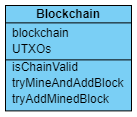 Blockchain
blockchain
UTXOs
isChainValid
tryMineAndAddBlock
tryAddMinedBlock